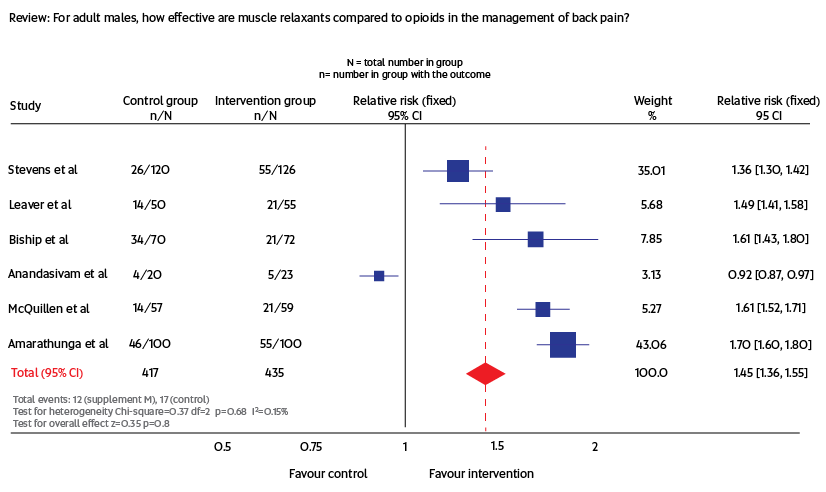 Review: For adult males, how effective are muscle relaxants compared to opioids in the management of back pain?
N = total number in group
n= number in group with the outcome
Study Control group Intervention group Relative risk (fixed) Weight Relative risk (fixed)
n/N n/N 95% CI % 95 CI
Stevens et al 26/120 55/126 35.01 1.36 [1.30, 1.42]
Leaver et al 14/50 21/55 5.68 1.49 [1.41, 1.58]
Biship et al 34/70 21/72 7.85 1.61 [1.43, 1.80]
Anandasivam et al 4/20 5/23 3.13 0.92 [0.87, 0.97]
McQuillen et al 14/57 21/59 5.27 1.61 [1.52, 1.71]
Amarathunga et al 46/100 55/100 43.06 1.70 [1.60, 1.80]
Total (95% CI) 417 435 100.0 1.45 [1.36, 1.55]
Total events: 12 (supplement M), 17 (control)
Test for heterogeneity Chi-square=0.37 df=2 p=0.68 I²=0.15%
Test for overall effect z=0.35 p=0.8
0.5 0.75 1 1.5 2
Favour control Favour intervention